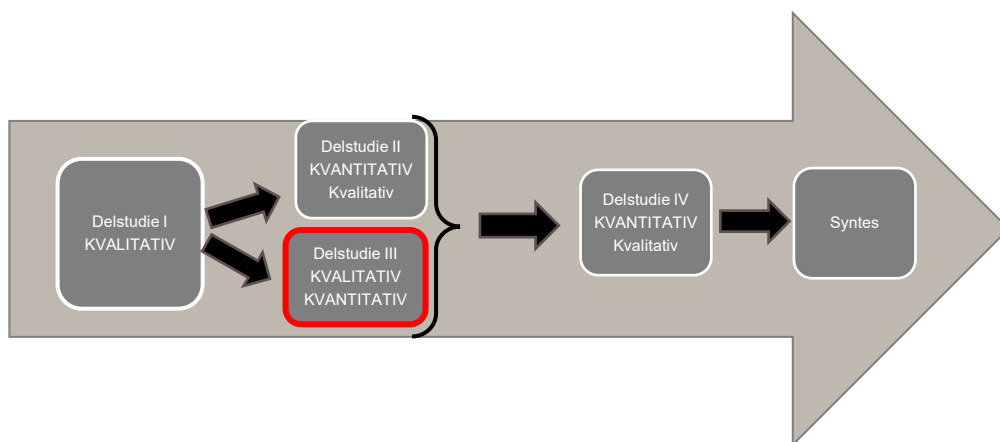 Delstudie I
KVALITATIV
Delstudie II
KVANTITATIV
Kvalitativ
Delstudie III
KVALITATIV
KVANTITATIV
Delstudie IV
KVANTITATIV
Kvalitativ
Syntes